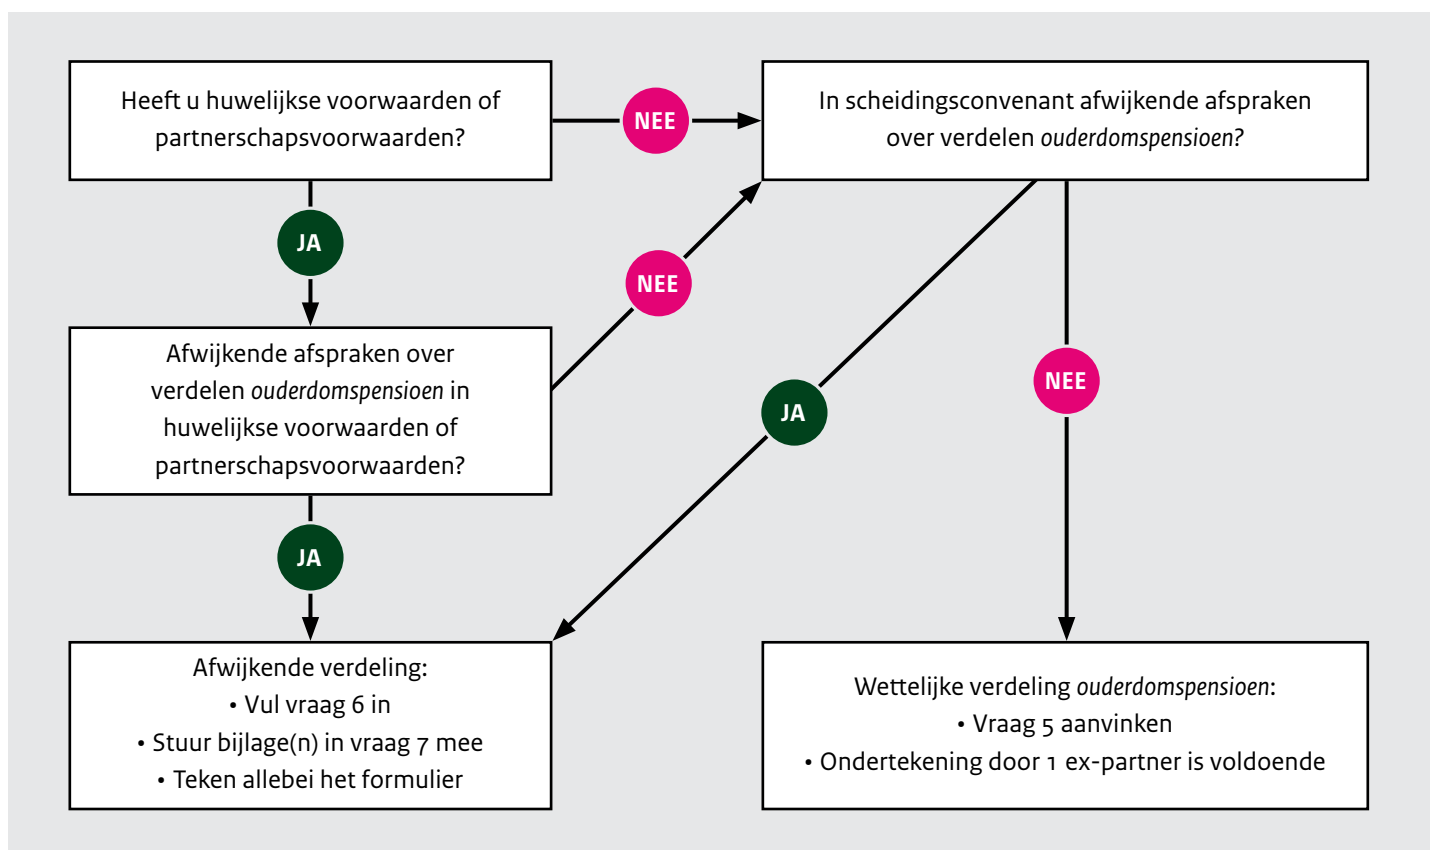 Heeft u huwelijkse voorwaarden of
partnerschapsvoorwaarden?
NEE
In scheidingsconvenant afwijkende afspraken
over verdelen ouderdomspensioen?
JA
NEE
Afwijkende afspraken over
verdelen ouderdomspensioen in
huwelijkse voorwaarden of
partnerschapsvoorwaarden?
JA
NEE
JA
Afwijkende verdeling:
• Vul vraag 6 in
• Stuur bijlage(n) in vraag 7 mee
• Teken allebei het formulier
Wettelijke verdeling ouderdomspensioen:
• Vraag 5 aanvinken
• Ondertekening door 1 ex-partner is voldoende